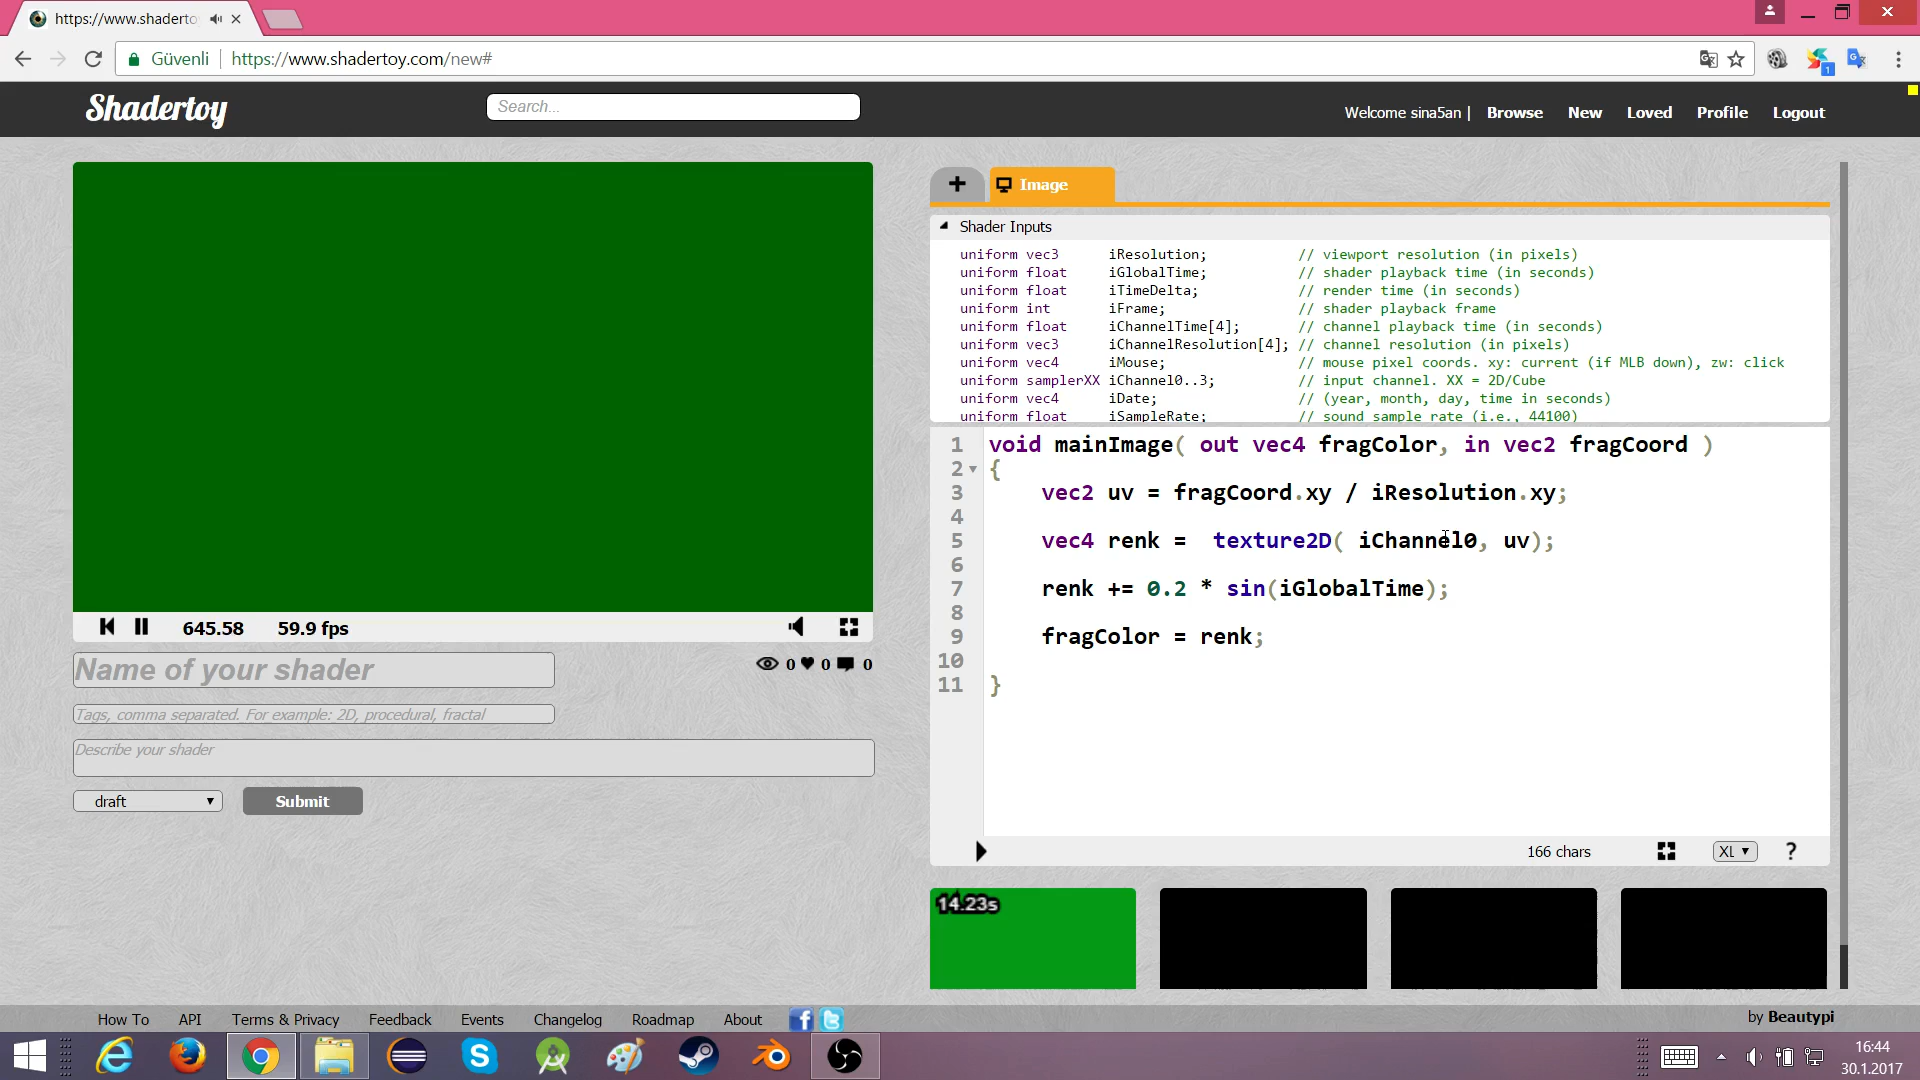 https://www.shaderto
Güvenli
https://www.shadertoy.com/new#
1
Shadertoy
Search...
Welcome sina5an |
Browse
New
Loved
Profile
Logout
Image
Shader Inputs
uniform vec3 iResolution; // viewport resolution (in pixels)
uniform float iGlobalTime; // shader playback time (in seconds)
uniform float iTimeDelta; // render time (in seconds)
uniform int iFrame; // shader playback frame
uniform float iChannelTime[4]; // channel playback time (in seconds)
uniform vec3 iChannelResolution[4]; // channel resolution (in pixels)
uniform vec4 iMouse; // mouse pixel coords. xy: current (if MLB down), zw: click
uniform samplerXX iChannel0..3; // input channel. XX = 2D/Cube
uniform vec4 iDate; // (year, month, day, time in seconds)
uniform float iSampleRate; // sound sample rate (i.e., 44100)
1 void mainImage( out vec4 fragColor, in vec2 fragCoord )
2 {
3 vec2 uv = fragCoord.xy / iResolution.xy;
4
5 vec4 renk = texture2D( iChannel0, uv);
6
7 renk += 0.2 * sin(iGlobalTime);
8
9 fragColor = renk;
10
11 }
645.58 59.9 fps
Name of your shader
0 0 0
Tags, comma separated. For example: 2D, procedural, fractal
Describe your shader
draft
Submit
166 chars
XL
?
14.23s
How To
API
Terms & Privacy
Feedback
Events
Changelog
Roadmap
About
by Beautypi
16:44
30.1.2017